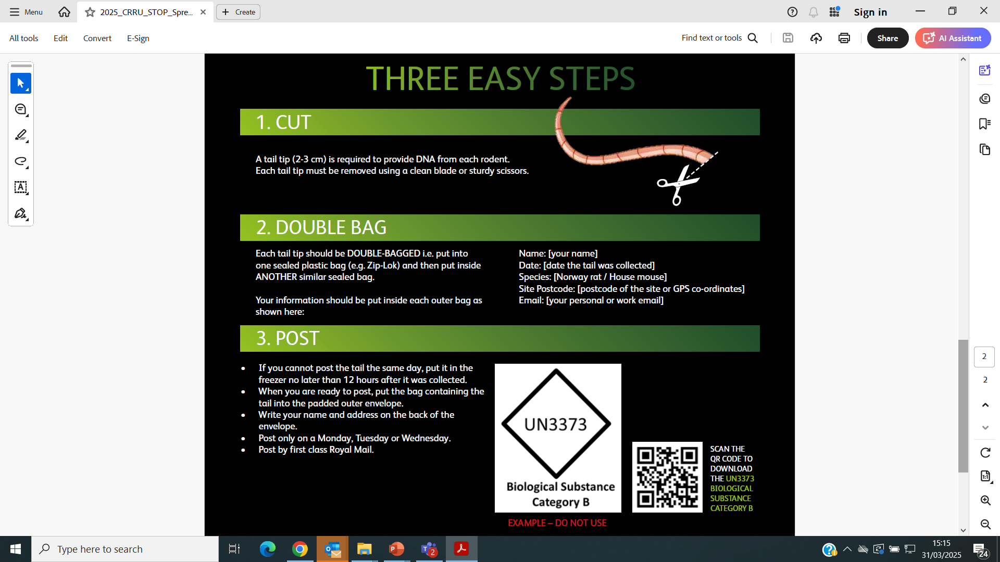 Menu
2025_CRRU_STOP_Spre...
Create
Sign in
All tools
Edit
Convert
E-Sign
Find text or tools
Share
AI Assistant
THREE EASY STEPS
1. CUT
A tail tip (2-3 cm) is required to provide DNA from each rodent.
Each tail tip must be removed using a clean blade or sturdy scissors.
2. DOUBLE BAG
Each tail tip should be DOUBLE-BAGGED i.e. put into
one sealed plastic bag (e.g. Zip-Lok) and then put inside
ANOTHER similar sealed bag.
Your information should be put inside each outer bag as
shown here:
Name: [your name]
Date: [date the tail was collected]
Species: [Norway rat / House mouse]
Site Postcode: [postcode of the site or GPS co-ordinates]
Email: [your personal or work email]
3. POST
• If you cannot post the tail the same day, put it in the
freezer no later than 12 hours after it was collected.
• When you are ready to post, put the bag containing the
tail into the padded outer envelope.
• Write your name and address on the back of the
envelope.
• Post only on a Monday, Tuesday or Wednesday.
• Post by first class Royal Mail.
UN3373
Biological Substance
Category B
EXAMPLE – DO NOT USE
SCAN THE
QR CODE TO
DOWNLOAD
THE UN3373
BIOLOGICAL
SUBSTANCE
CATEGORY B
2
2
1:1
Type here to search
2
15:15
31/03/2025
24